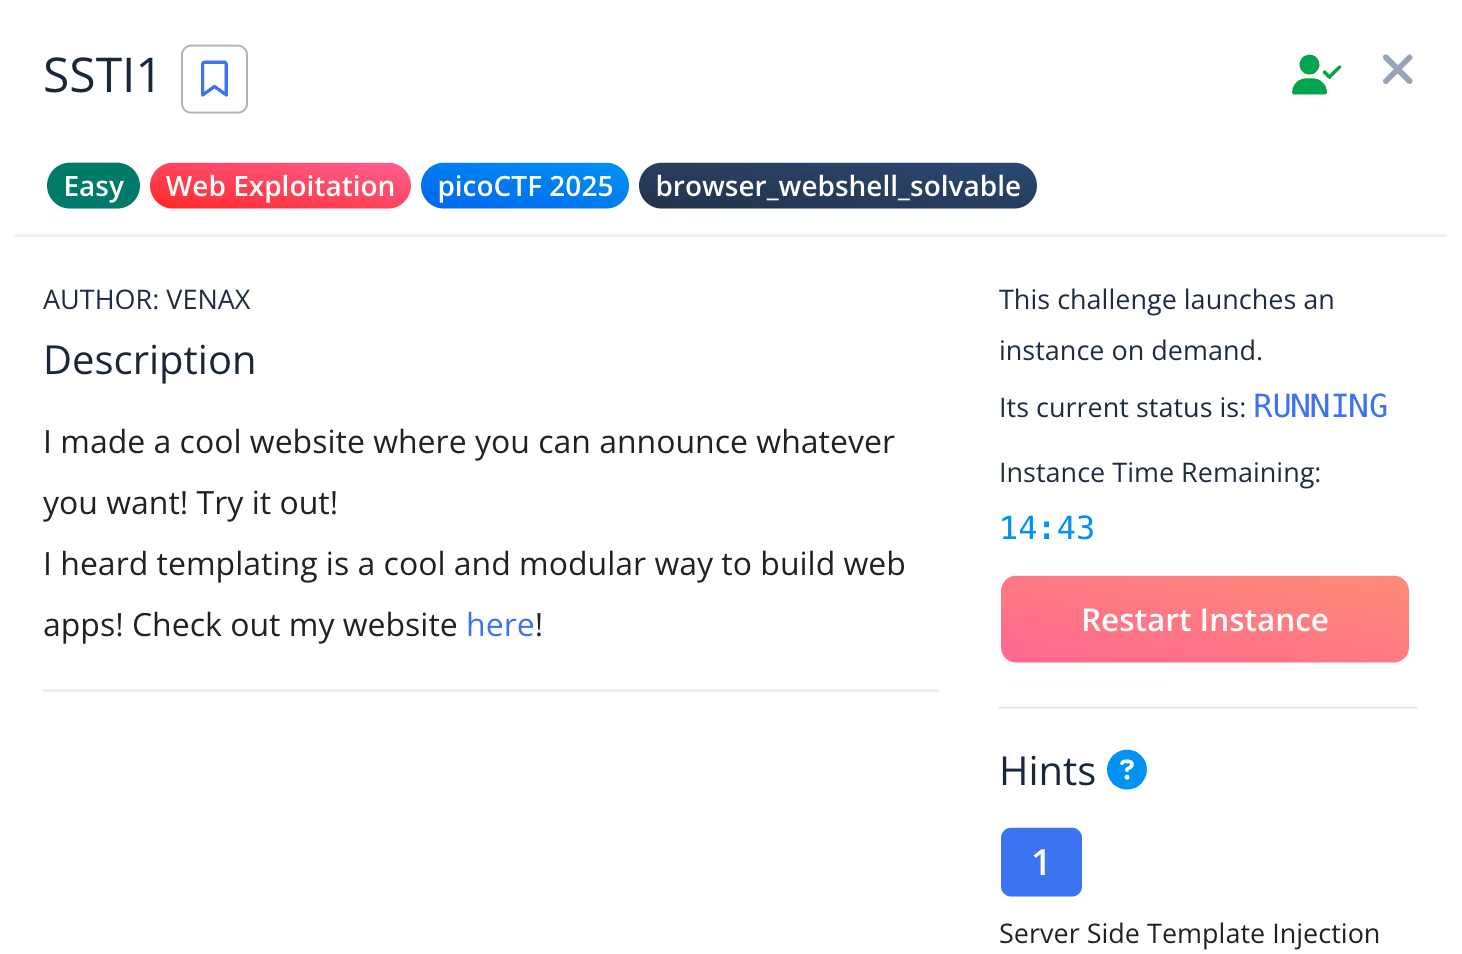 SSTI1
Easy Web Exploitation picoCTF 2025 browser_webshell_solvable
AUTHOR: VENAX
Description
I made a cool website where you can announce whatever
you want! Try it out!
I heard templating is a cool and modular way to build web
apps! Check out my website here!
This challenge launches an
instance on demand.
Its current status is: RUNNING
Instance Time Remaining:
14:43
Restart Instance
Hints ?
1
Server Side Template Injection